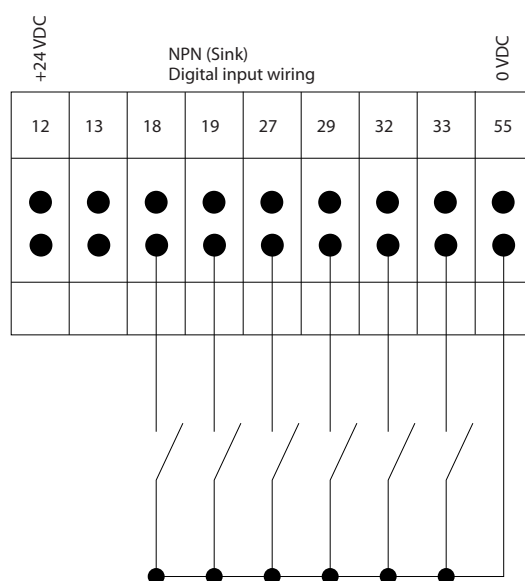 +24 VDC
NPN (Sink)
Digital input wiring
0 VDC
12 13 18 19 27 29 32 33 55